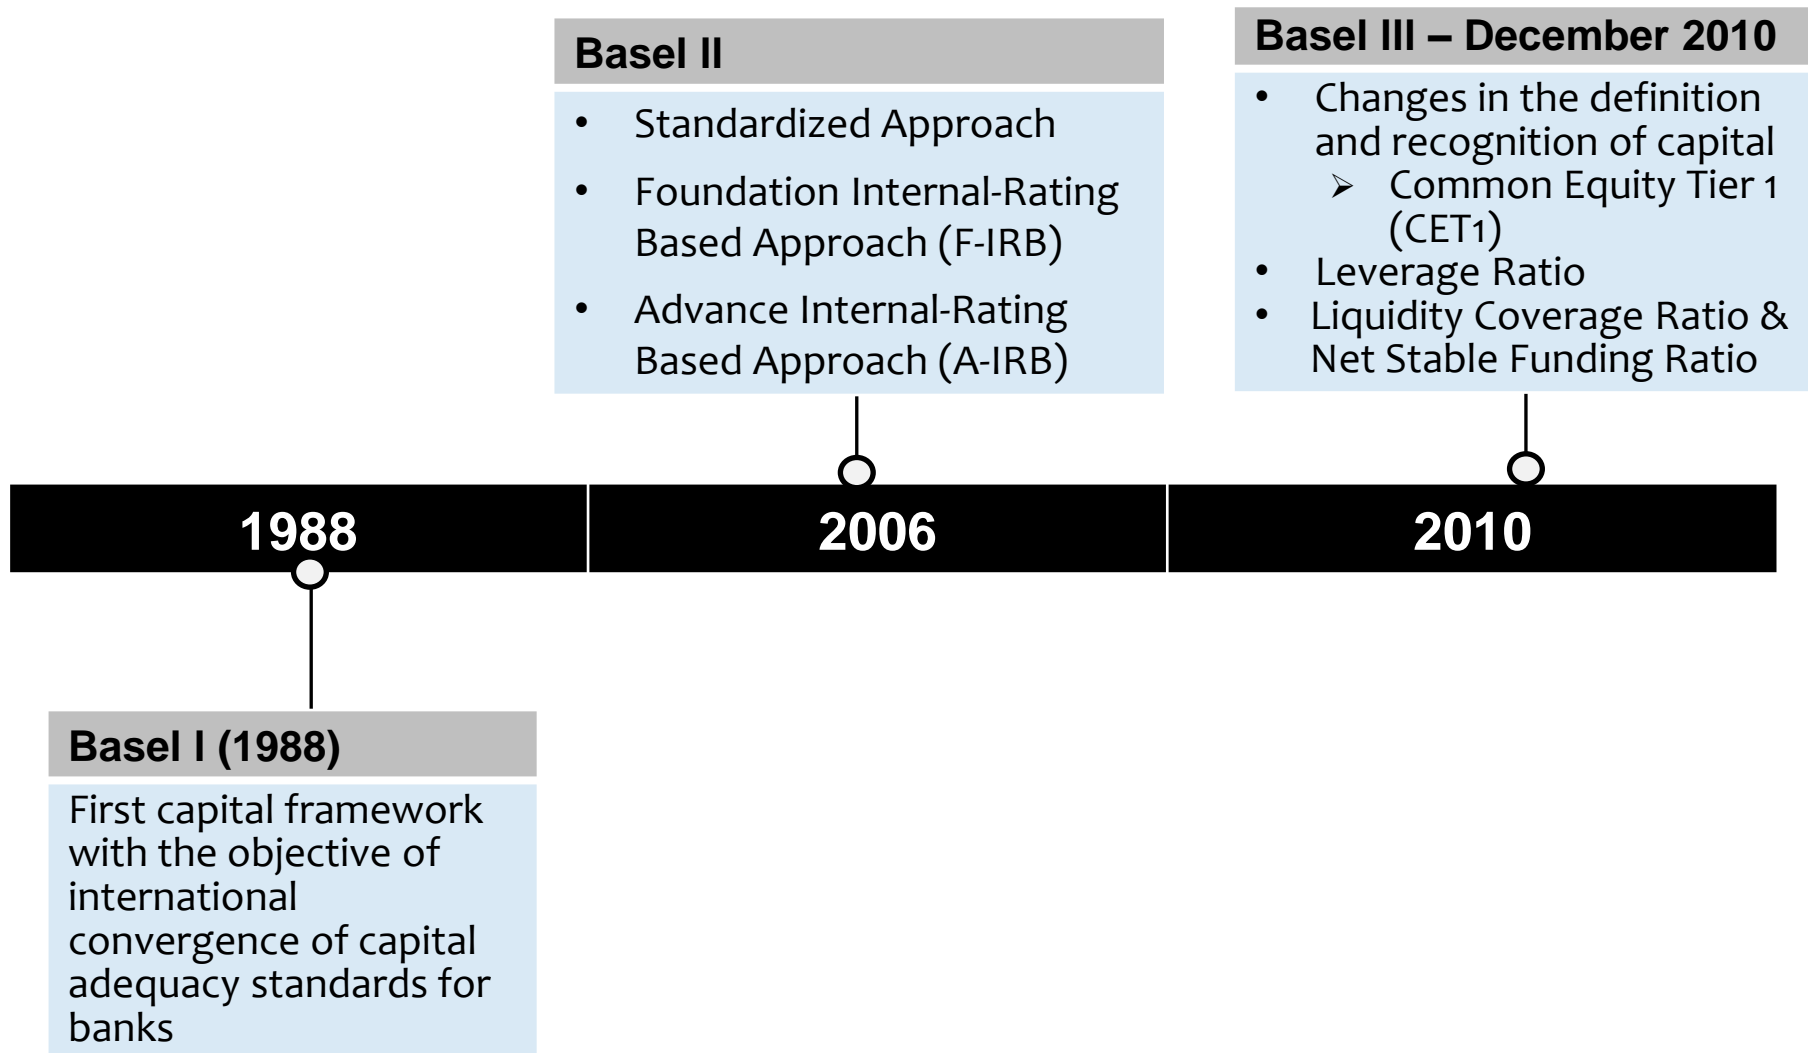 Basel II
• Standardized Approach
• Foundation Internal-Rating
Based Approach (F-IRB)
• Advance Internal-Rating
Based Approach (A-IRB)
Basel III – December 2010
• Changes in the definition
and recognition of capital
➢ Common Equity Tier 1
(CET1)
• Leverage Ratio
• Liquidity Coverage Ratio &
Net Stable Funding Ratio
1988
2006
2010
Basel I (1988)
First capital framework
with the objective of
international
convergence of capital
adequacy standards for
banks